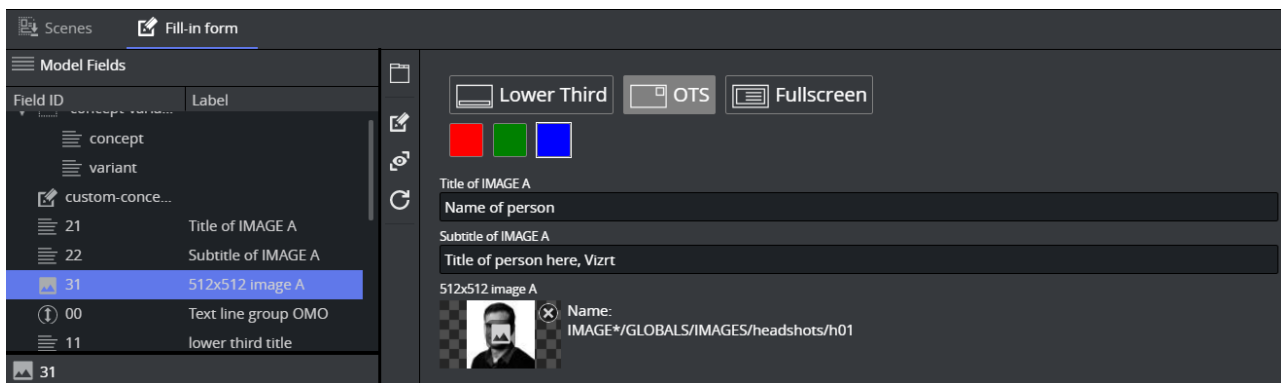 Scenes
Fill-in form
Model Fields
Field ID
Label
concept
variant
custom-conce...
21
Title of IMAGE A
22
Subtitle of IMAGE A
31
512x512 image A
00
Text line group OMO
11
lower third title
31
Lower Third
OTS
Fullscreen
Title of IMAGE A
Name of person
Subtitle of IMAGE A
Title of person here, Vizrt
512x512 image A
Name:
IMAGE*/GLOBALS/IMAGES/headshots/h01